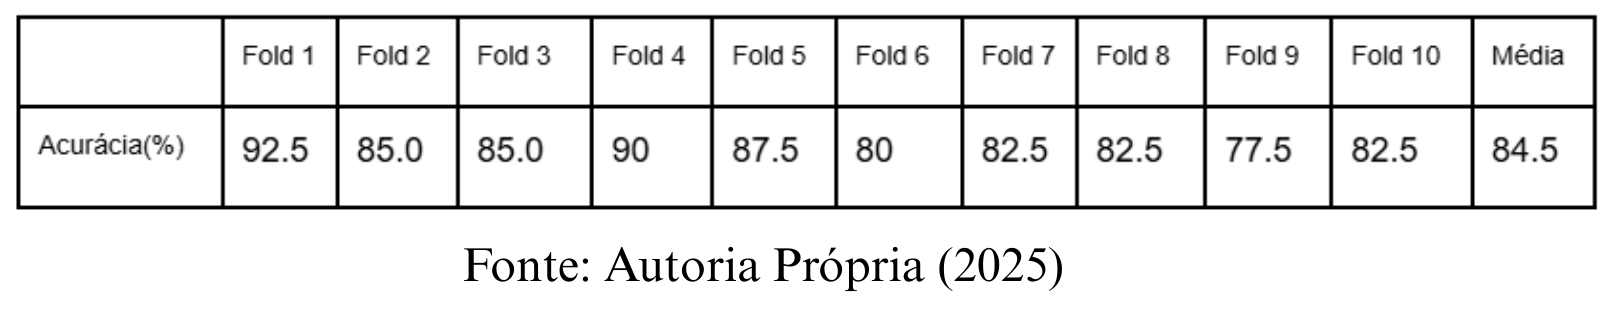 Fold 1 Fold 2 Fold 3 Fold 4 Fold 5 Fold 6 Fold 7 Fold 8 Fold 9 Fold 10 Média
Acurácia(%) 92.5 85.0 85.0 90 87.5 80 82.5 82.5 77.5 82.5 84.5
Fonte: Autoria Própria (2025)